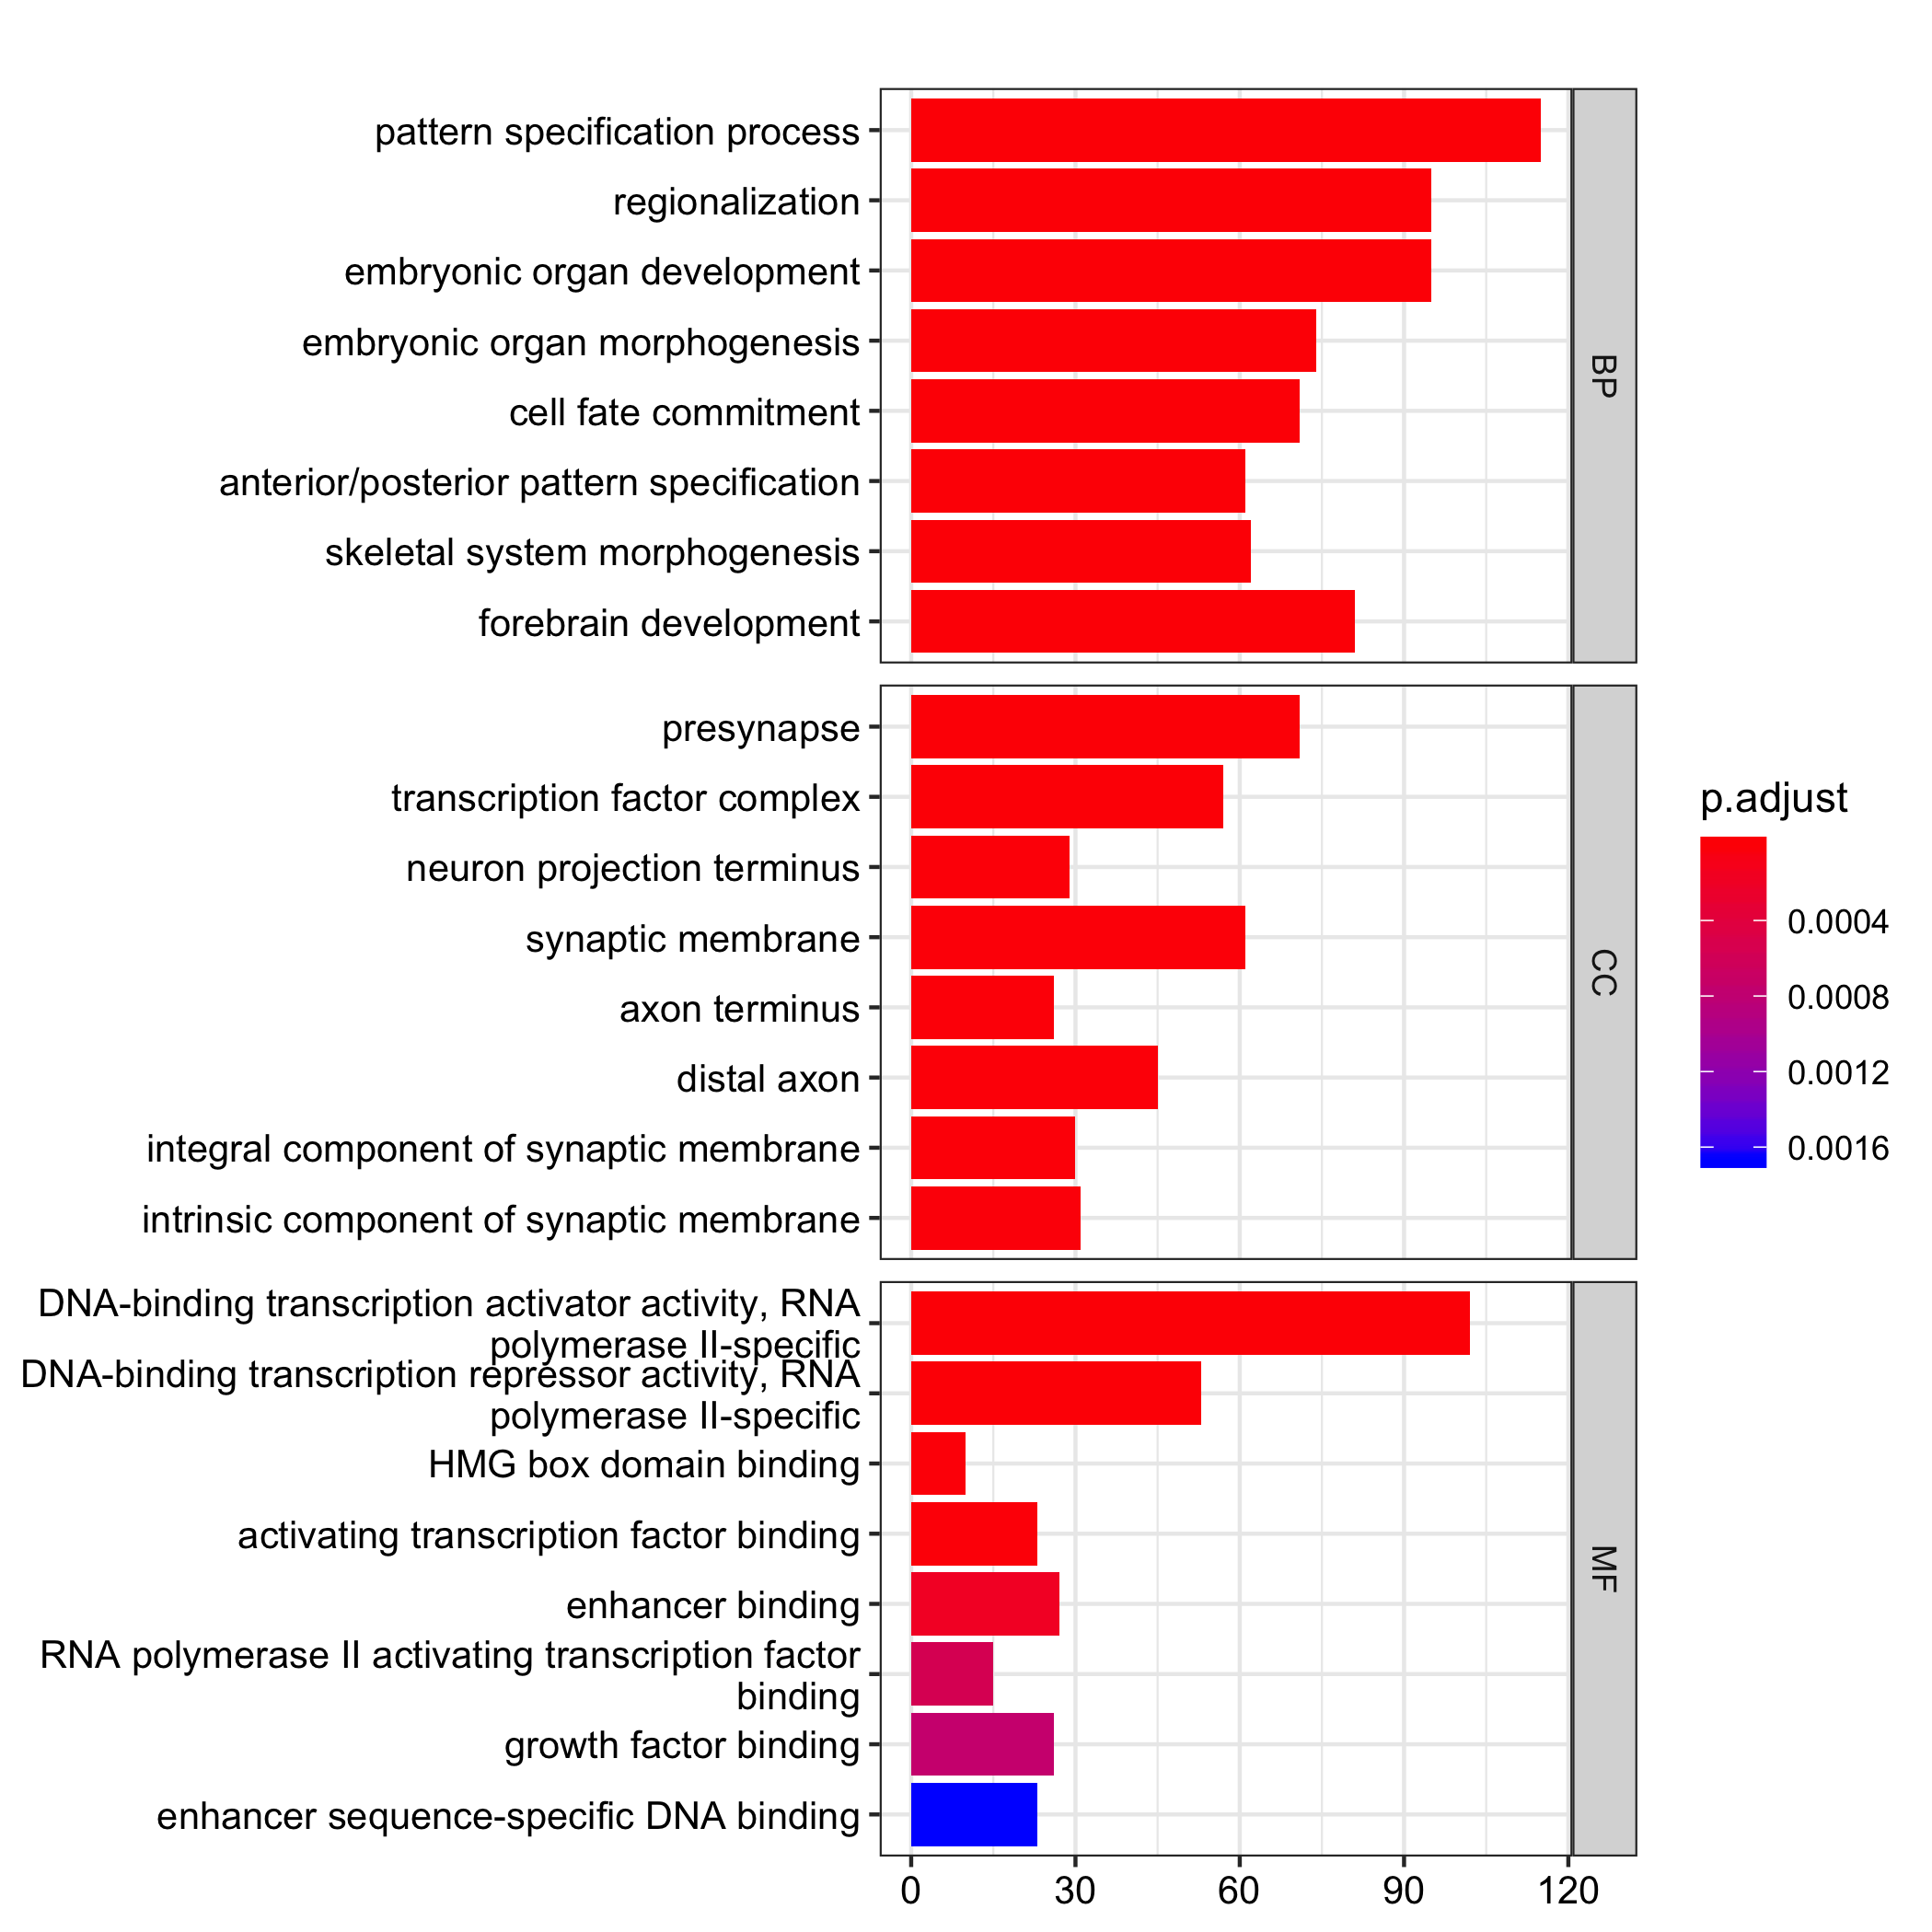 pattern specification process
regionalization
embryonic organ development
embryonic organ morphogenesis
cell fate commitment
anterior/posterior pattern specification
skeletal system morphogenesis
forebrain development
BP
presynapse
transcription factor complex
neuron projection terminus
synaptic membrane
axon terminus
distal axon
integral component of synaptic membrane
intrinsic component of synaptic membrane
CC
DNA-binding transcription activator activity, RNA
polymerase II-specific
DNA-binding transcription repressor activity, RNA
polymerase II-specific
HMG box domain binding
activating transcription factor binding
enhancer binding
RNA polymerase II activating transcription factor
binding
growth factor binding
enhancer sequence-specific DNA binding
MF
0 30 60 90 120
p.adjust
0.0004
0.0008
0.0012
0.0016